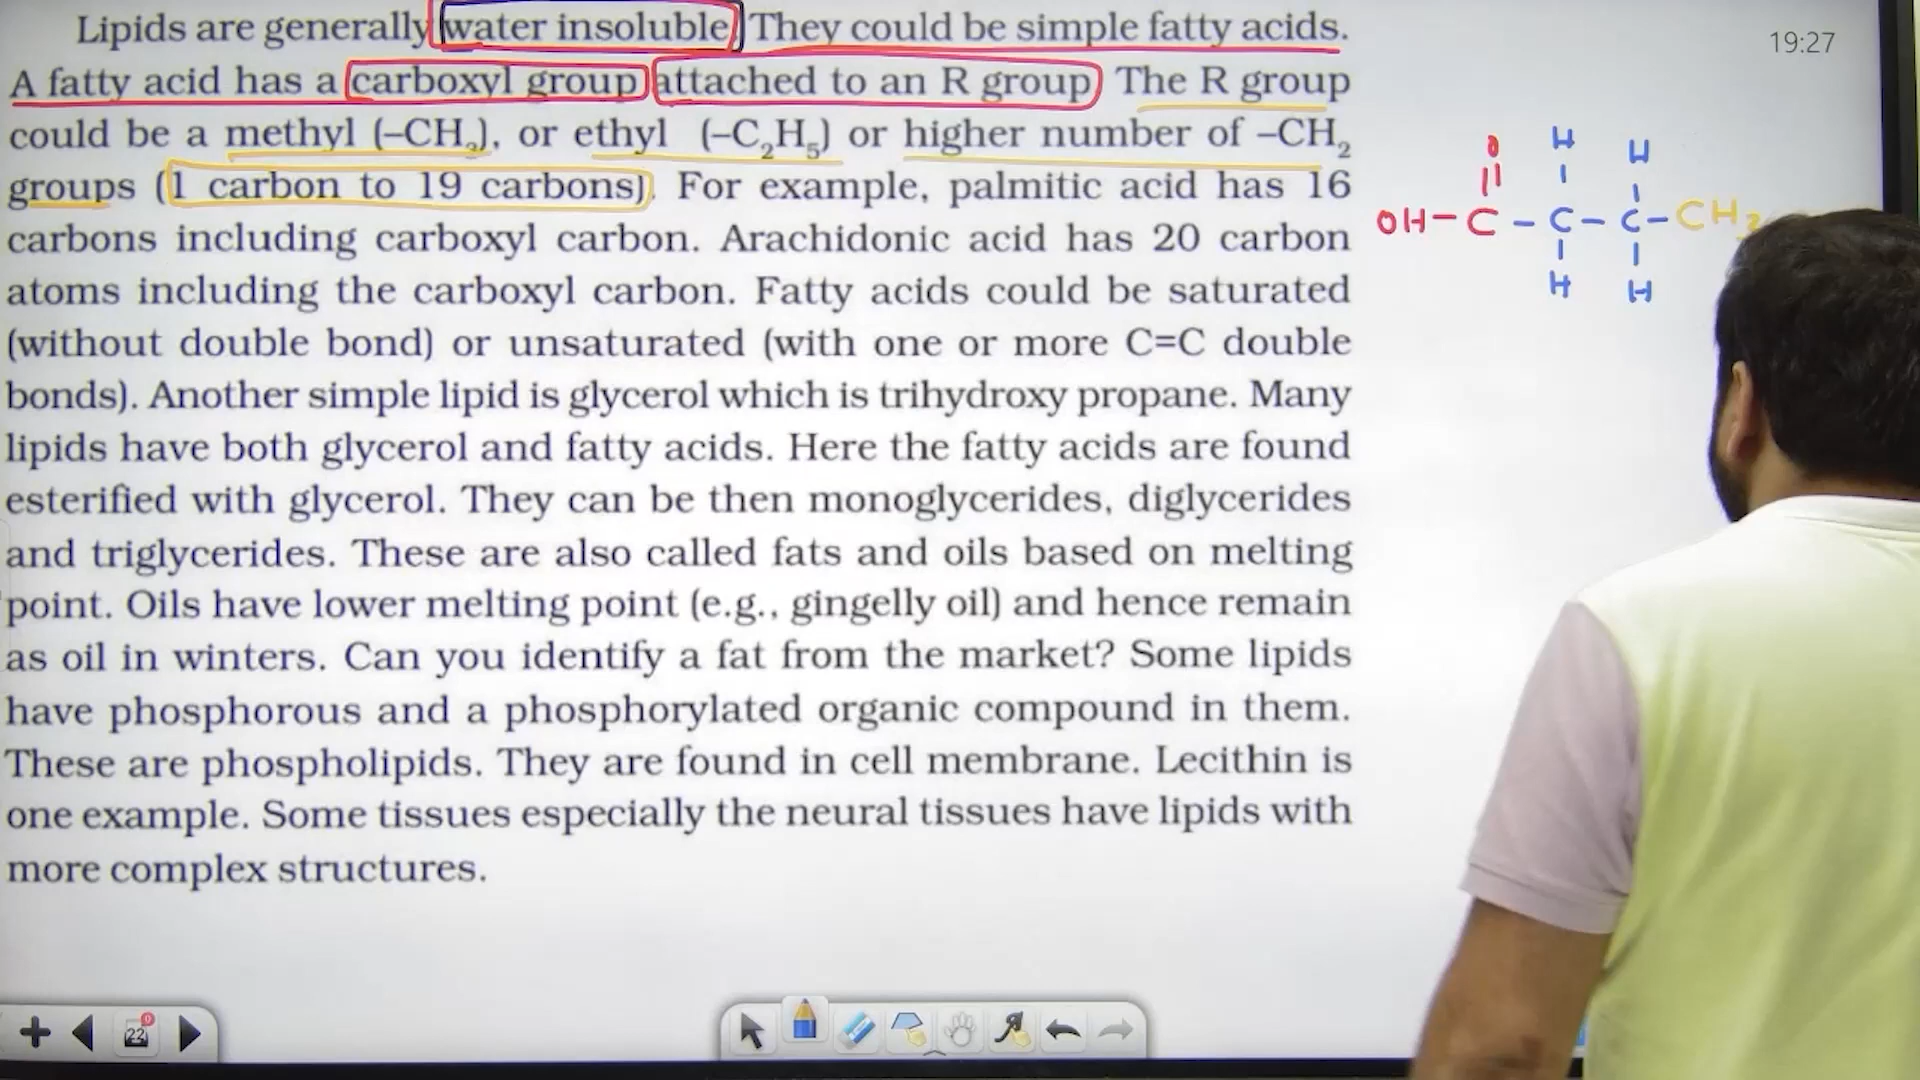 Lipids are generally water insoluble. They could be simple fatty acids.
A fatty acid has a carboxyl group attached to an R group. The R group
could be a methyl (–CH₃), or ethyl (–C₂H₅) or higher number of –CH₂
groups (1 carbon to 19 carbons). For example, palmitic acid has 16
carbons including carboxyl carbon. Arachidonic acid has 20 carbon
atoms including the carboxyl carbon. Fatty acids could be saturated
(without double bond) or unsaturated (with one or more C=C double
bonds). Another simple lipid is glycerol which is trihydroxy propane. Many
lipids have both glycerol and fatty acids. Here the fatty acids are found
esterified with glycerol. They can be then monoglycerides, diglycerides
and triglycerides. These are also called fats and oils based on melting
point. Oils have lower melting point (e.g., gingelly oil) and hence remain
as oil in winters. Can you identify a fat from the market? Some lipids
have phosphorous and a phosphorylated organic compound in them.
These are phospholipids. They are found in cell membrane. Lecithin is
one example. Some tissues especially the neural tissues have lipids with
more complex structures.
19:27
O H H
OH–C–C–C–CH₃
H H
22
0